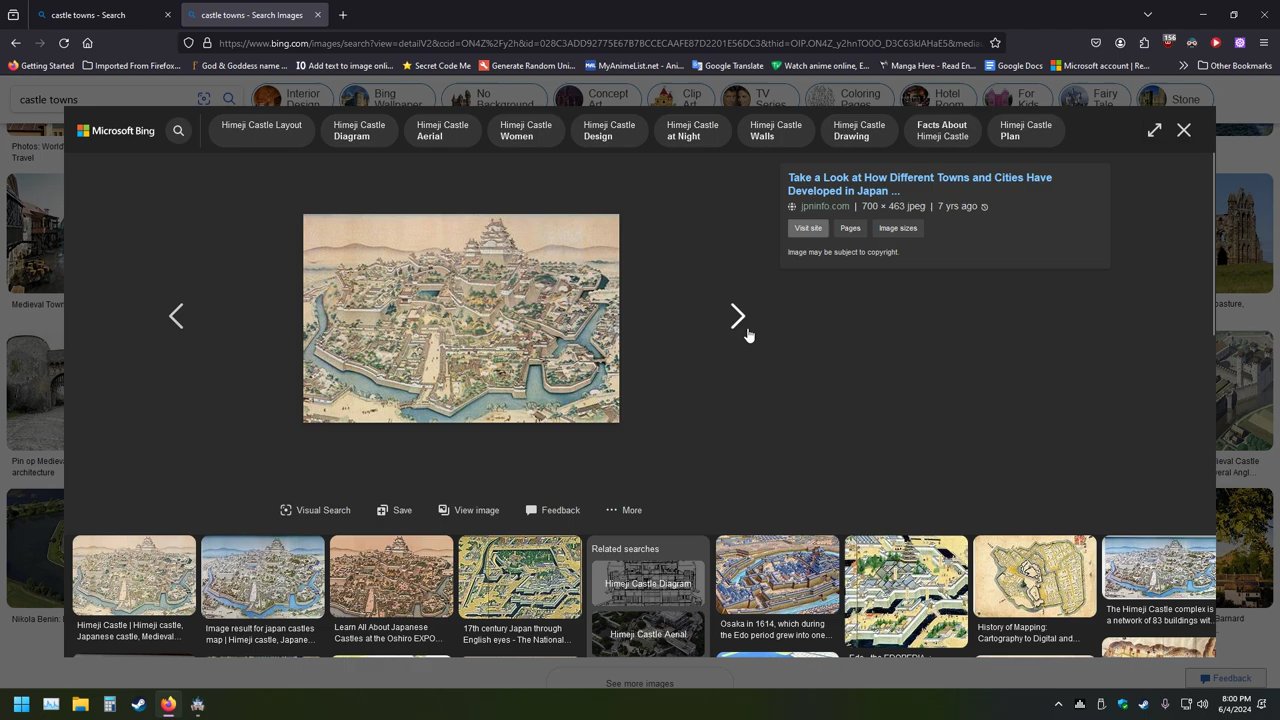 castle towns - Search
castle towns - Search Images
https://www.bing.com/images/search?view=detailV2&ccid=ON4Z%2Fy2h&id=028C3ADD92775E67B7BCCECAAFE87D2201E56DC3&thid=OIP.ON4Z_y2hnTO0O_D3C63kIAHaE5&media
156
Getting Started
Imported From Firefox...
God & Goddess name ...
Add text to image onli...
Secret Code Me
Generate Random Uni...
MyAnimeList.net - Ani...
Google Translate
Watch anime online, E...
Manga Here - Read En...
Google Docs
Microsoft account | Re...
Other Bookmarks
castle towns
Interior
Design
Bing
Wallpaper
No
Background
Concept
Art
Clip
Art
TV
Series
Coloring
Pages
Hotel
Room
For
Kids
Fairy
Tale
Stone
Microsoft Bing
Himeji Castle Layout
Himeji Castle
Diagram
Himeji Castle
Aerial
Himeji Castle
Women
Himeji Castle
Design
Himeji Castle
at Night
Himeji Castle
Walls
Himeji Castle
Drawing
Facts About
Himeji Castle
Himeji Castle
Plan
Photos: World
Travel
Medieval Town
Pin op Mediev
architecture
Nikola Benin:
Take a Look at How Different Towns and Cities Have
Developed in Japan ...
jpninfo.com | 700 × 463 jpeg | 7 yrs ago
Visit site
Pages
Image sizes
Image may be subject to copyright.
pasture,
ieval Castle
veral Angl...
Barnard
Visual Search
Save
View image
Feedback
More
Himeji Castle | Himeji castle,
Japanese castle, Medieval...
Image result for japan castles
map | Himeji castle, Japane...
Learn All About Japanese
Castles at the Oshiro EXPO...
17th century Japan through
English eyes - The National...
Related searches
Himeji Castle Diagram
Himeji Castle Aerial
Osaka in 1614, which during
the Edo period grew into one...
History of Mapping:
Cartography to Digital and...
The Himeji Castle complex is
a network of 83 buildings wit...
See more images
Feedback
8:00 PM
6/4/2024